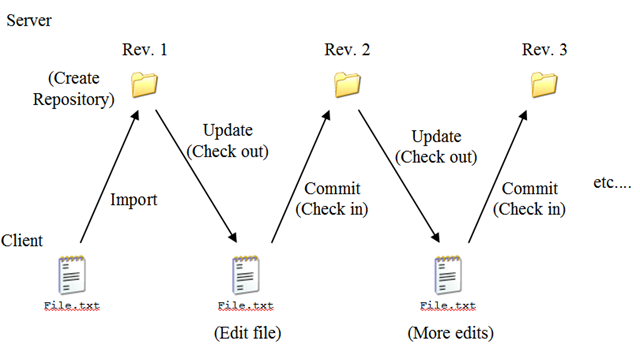 Server
Rev. 1
Rev. 2
Rev. 3
(Create
Repository)
Update
(Check out)
Update
(Check out)
Import
Commit
(Check in)
Commit
(Check in)
etc....
Client
File.txt
File.txt
File.txt
(Edit file)
(More edits)